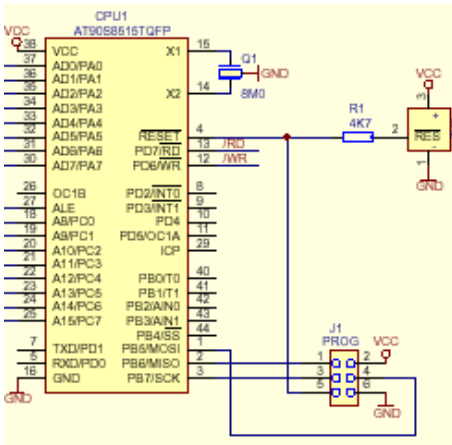 CPU1
AT90S8515TQFP
VCC
38 VCC X1 15
37 AD0/PA0
36 AD1/PA1
35 AD2/PA2 X2 14
34 AD3/PA3
33 AD4/PA4
32 AD5/PA5 RESET 4
31 AD6/PA6 PD7/RD 13 /RD
30 AD7/PA7 PD6/WR 12 /WR
26 OC1B PD2/INT0 8
27 ALE PD3/INT1 9
18 A8/PC0 PD4 10
19 A9/PC1 PD5/OC1A 11
20 A10/PC2 ICP 29
21 A11/PC3
22 A12/PC4 PB0/T0 40
23 A13/PC5 PB1/T1 41
24 A14/PC6 PB2/AIN0 42
25 A15/PC7 PB3/AIN1 43
PB4/SS 44
7 TXD/PD1 PB5/MOSI 1
5 RXD/PD0 PB6/MISO 2
16 GND PB7/SCK 3
GND
Q1
GND
8M0
VCC
3
R1
4K7
2
+
RES
-
1
GND
J1
PROG
VCC
1 2
3 4
5 6
GND